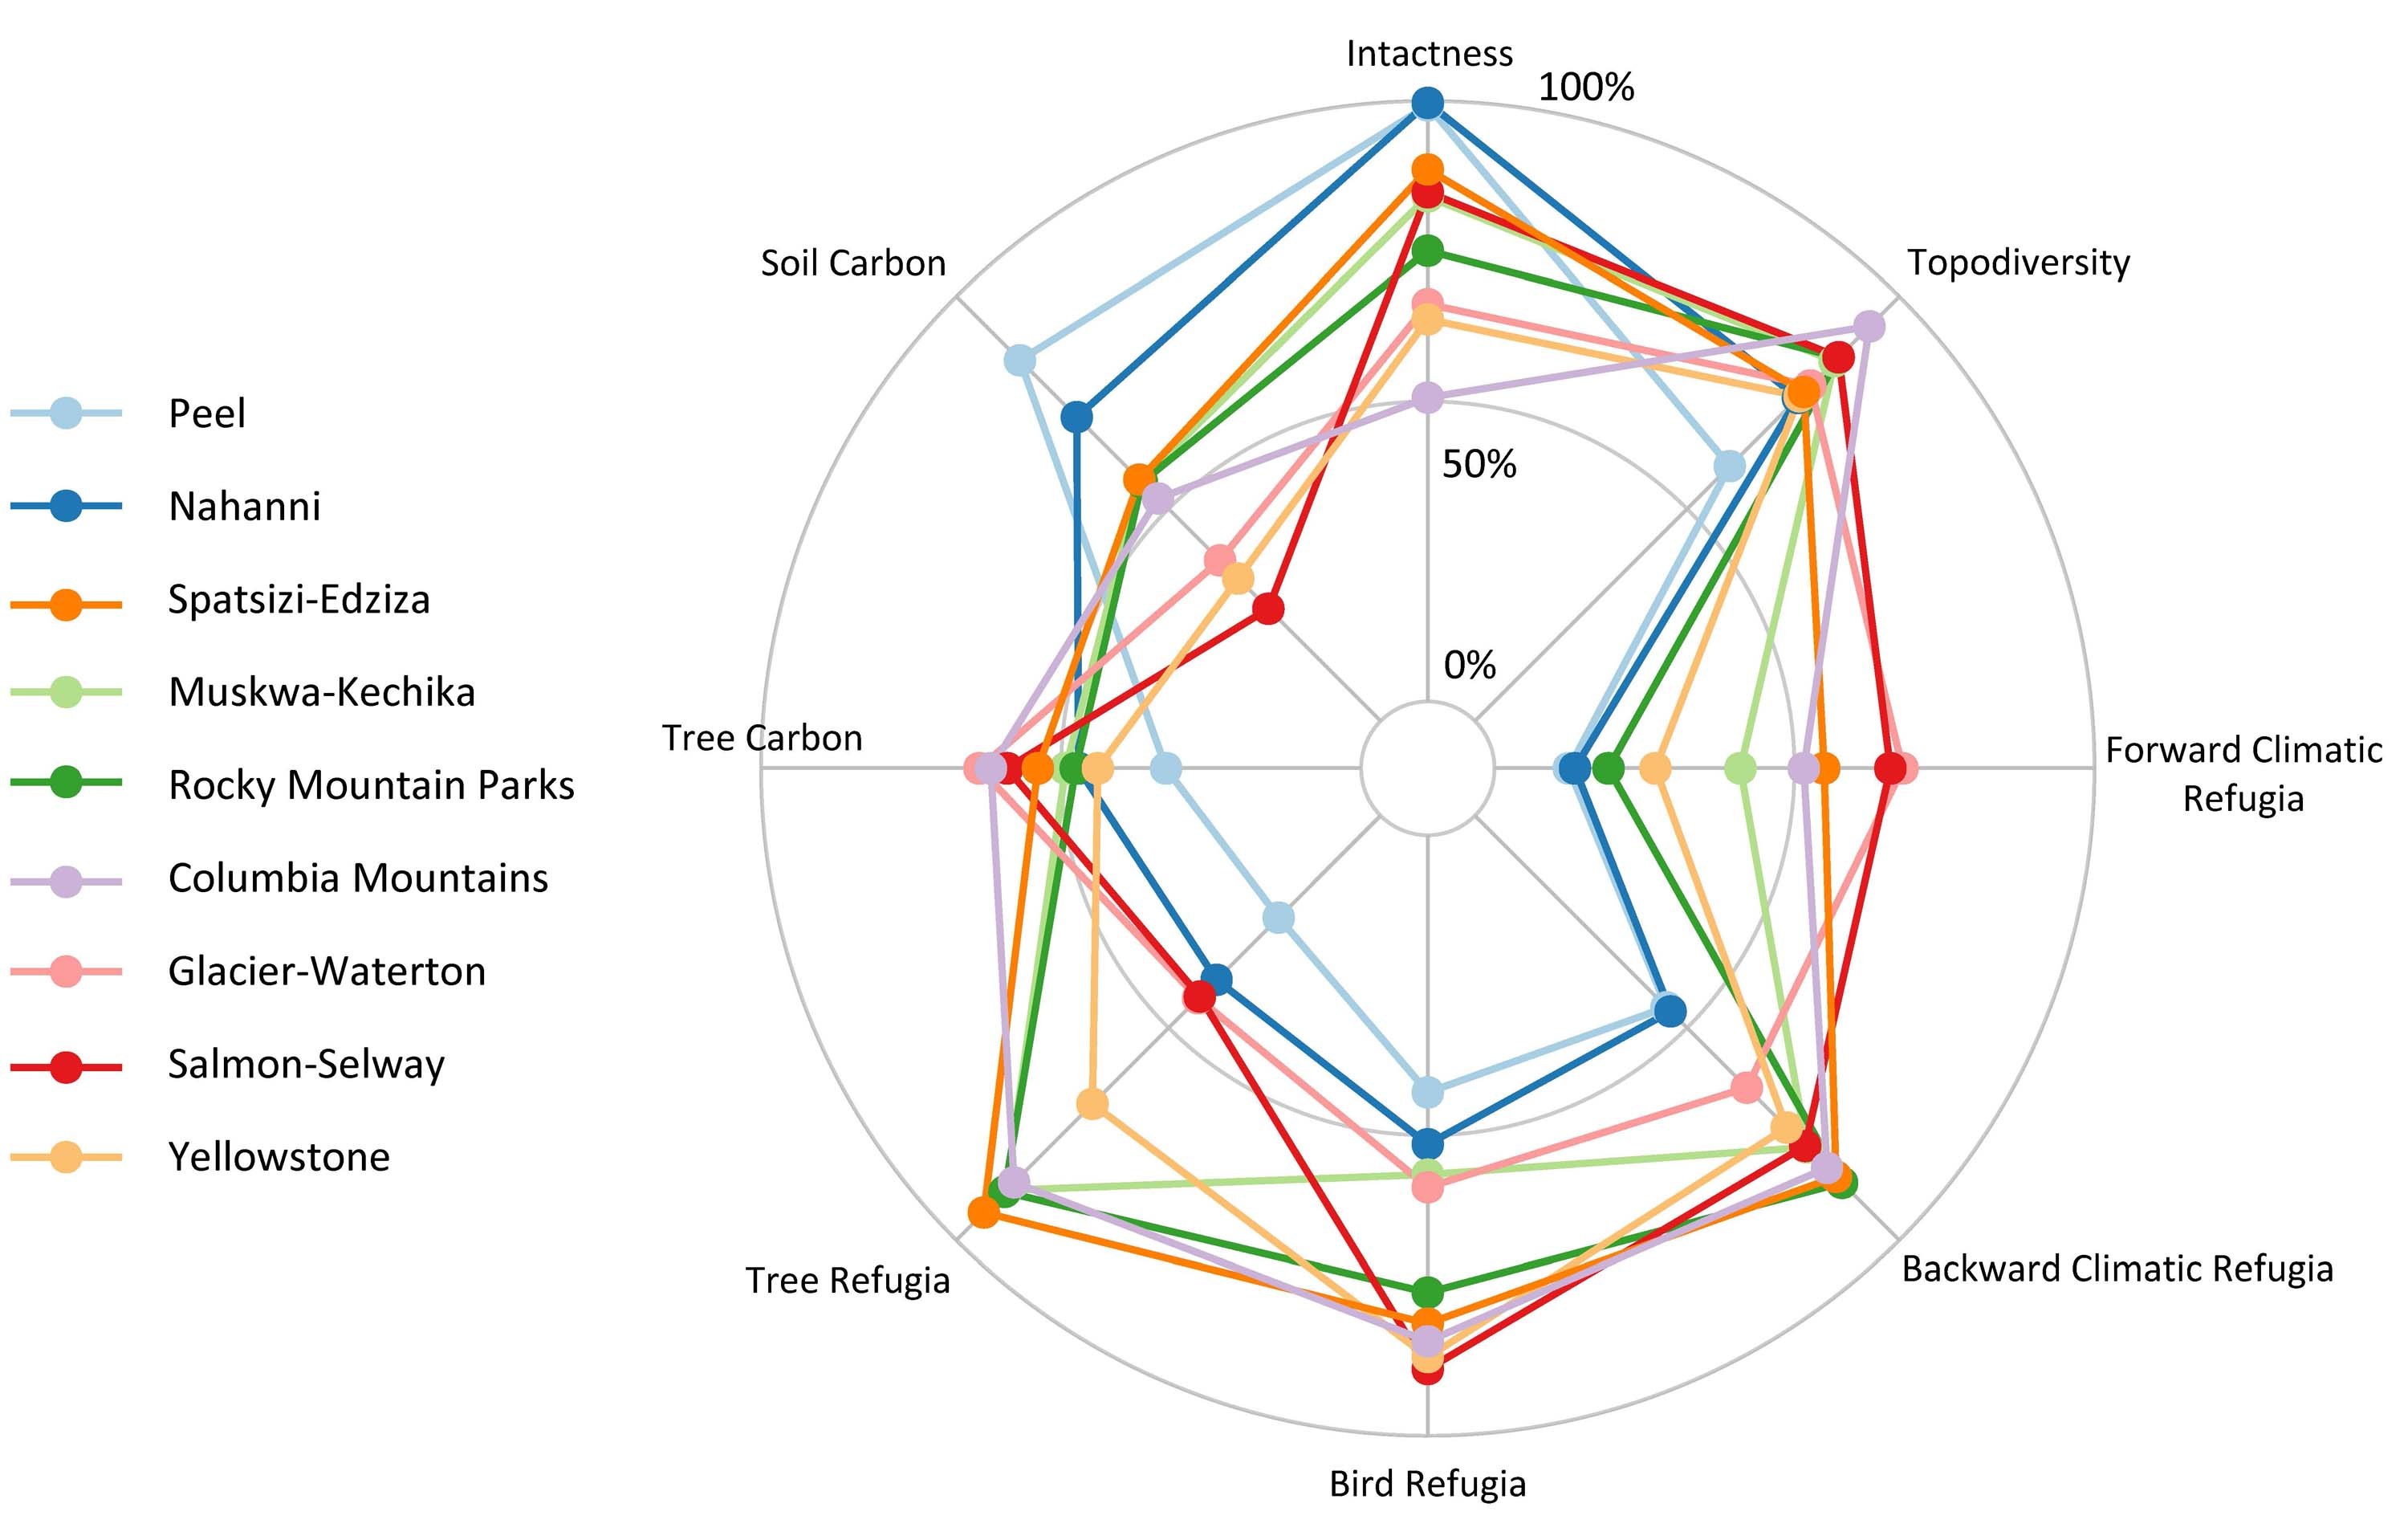 Intactness
100%
Soil Carbon
Topodiversity
50%
0%
Tree Carbon
Forward Climatic
Refugia
Tree Refugia
Backward Climatic Refugia
Bird Refugia
Peel
Nahanni
Spatsizi-Edziza
Muskwa-Kechika
Rocky Mountain Parks
Columbia Mountains
Glacier-Waterton
Salmon-Selway
Yellowstone